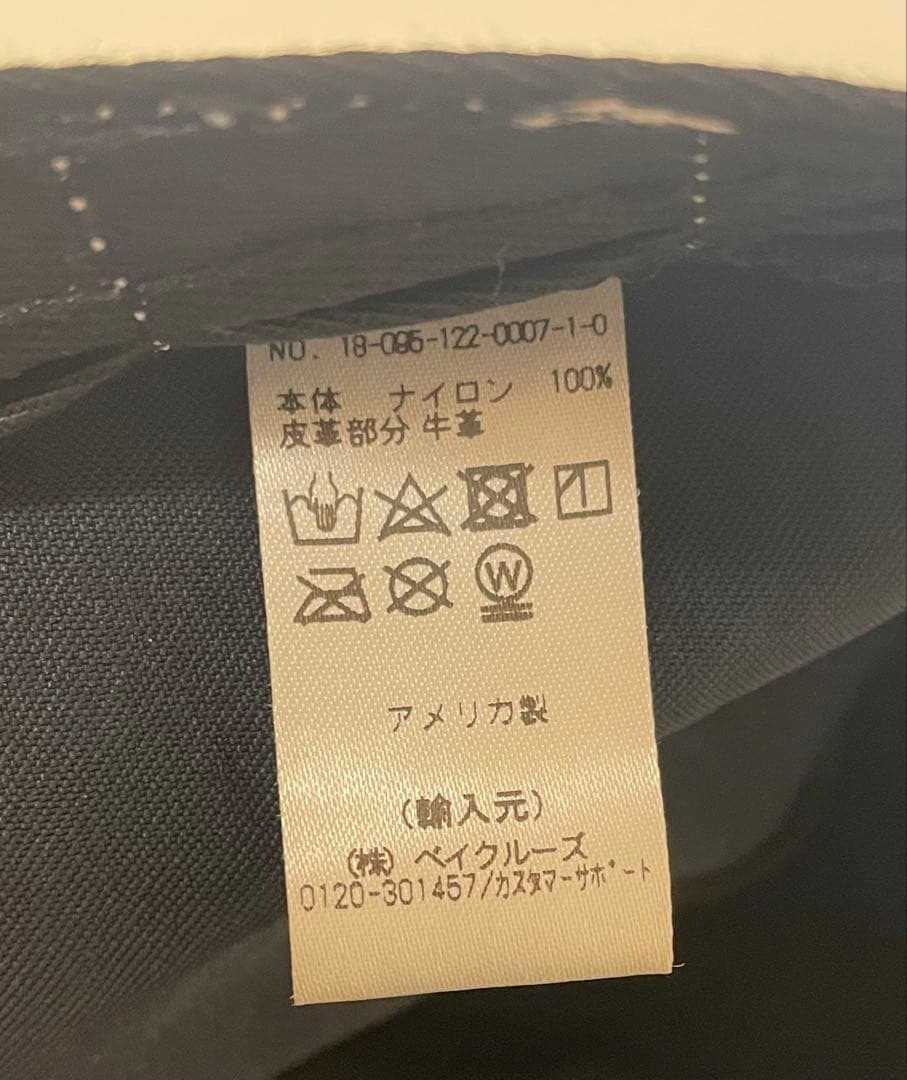 NO. 18-095-122-0007-1-0
本体 ナイロン 100%
皮革部分 牛革
W
アメリカ製
(輸入元)
(株) ベイクルーズ
0120-301457/カスタマーサポート